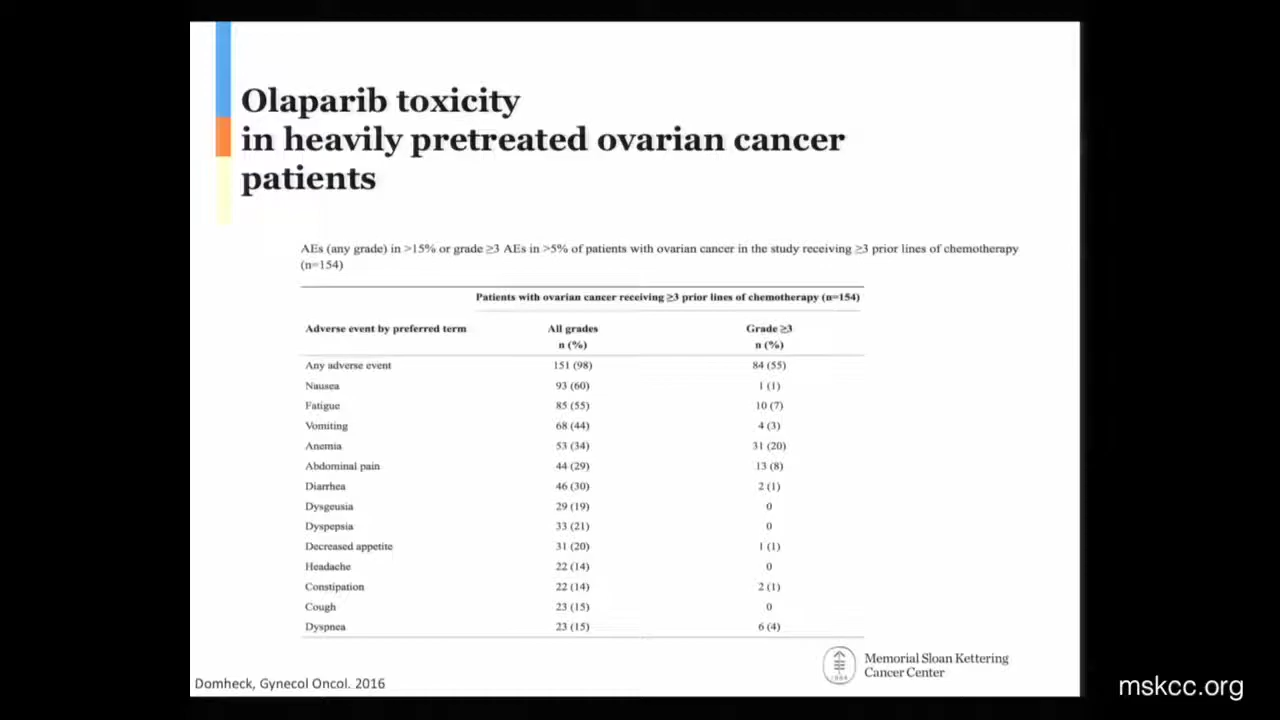 Olaparib toxicity
in heavily pretreated ovarian cancer
patients
AEs (any grade) in >15% or grade ≥3 AEs in >5% of patients with ovarian cancer in the study receiving ≥3 prior lines of chemotherapy
(n=154)
Patients with ovarian cancer receiving ≥3 prior lines of chemotherapy (n=154)
Adverse event by preferred term All grades Grade ≥3
n (%) n (%)
Any adverse event 151 (98) 84 (55)
Nausea 93 (60) 1 (1)
Fatigue 85 (55) 10 (7)
Vomiting 68 (44) 4 (3)
Anemia 53 (34) 31 (20)
Abdominal pain 44 (29) 13 (8)
Diarrhea 46 (30) 2 (1)
Dysgeusia 29 (19) 0
Dyspepsia 33 (21) 0
Decreased appetite 31 (20) 1 (1)
Headache 22 (14) 0
Constipation 22 (14) 2 (1)
Cough 23 (15) 0
Dyspnea 23 (15) 6 (4)
Memorial Sloan Kettering
Cancer Center
Domheck, Gynecol Oncol. 2016
mskcc.org